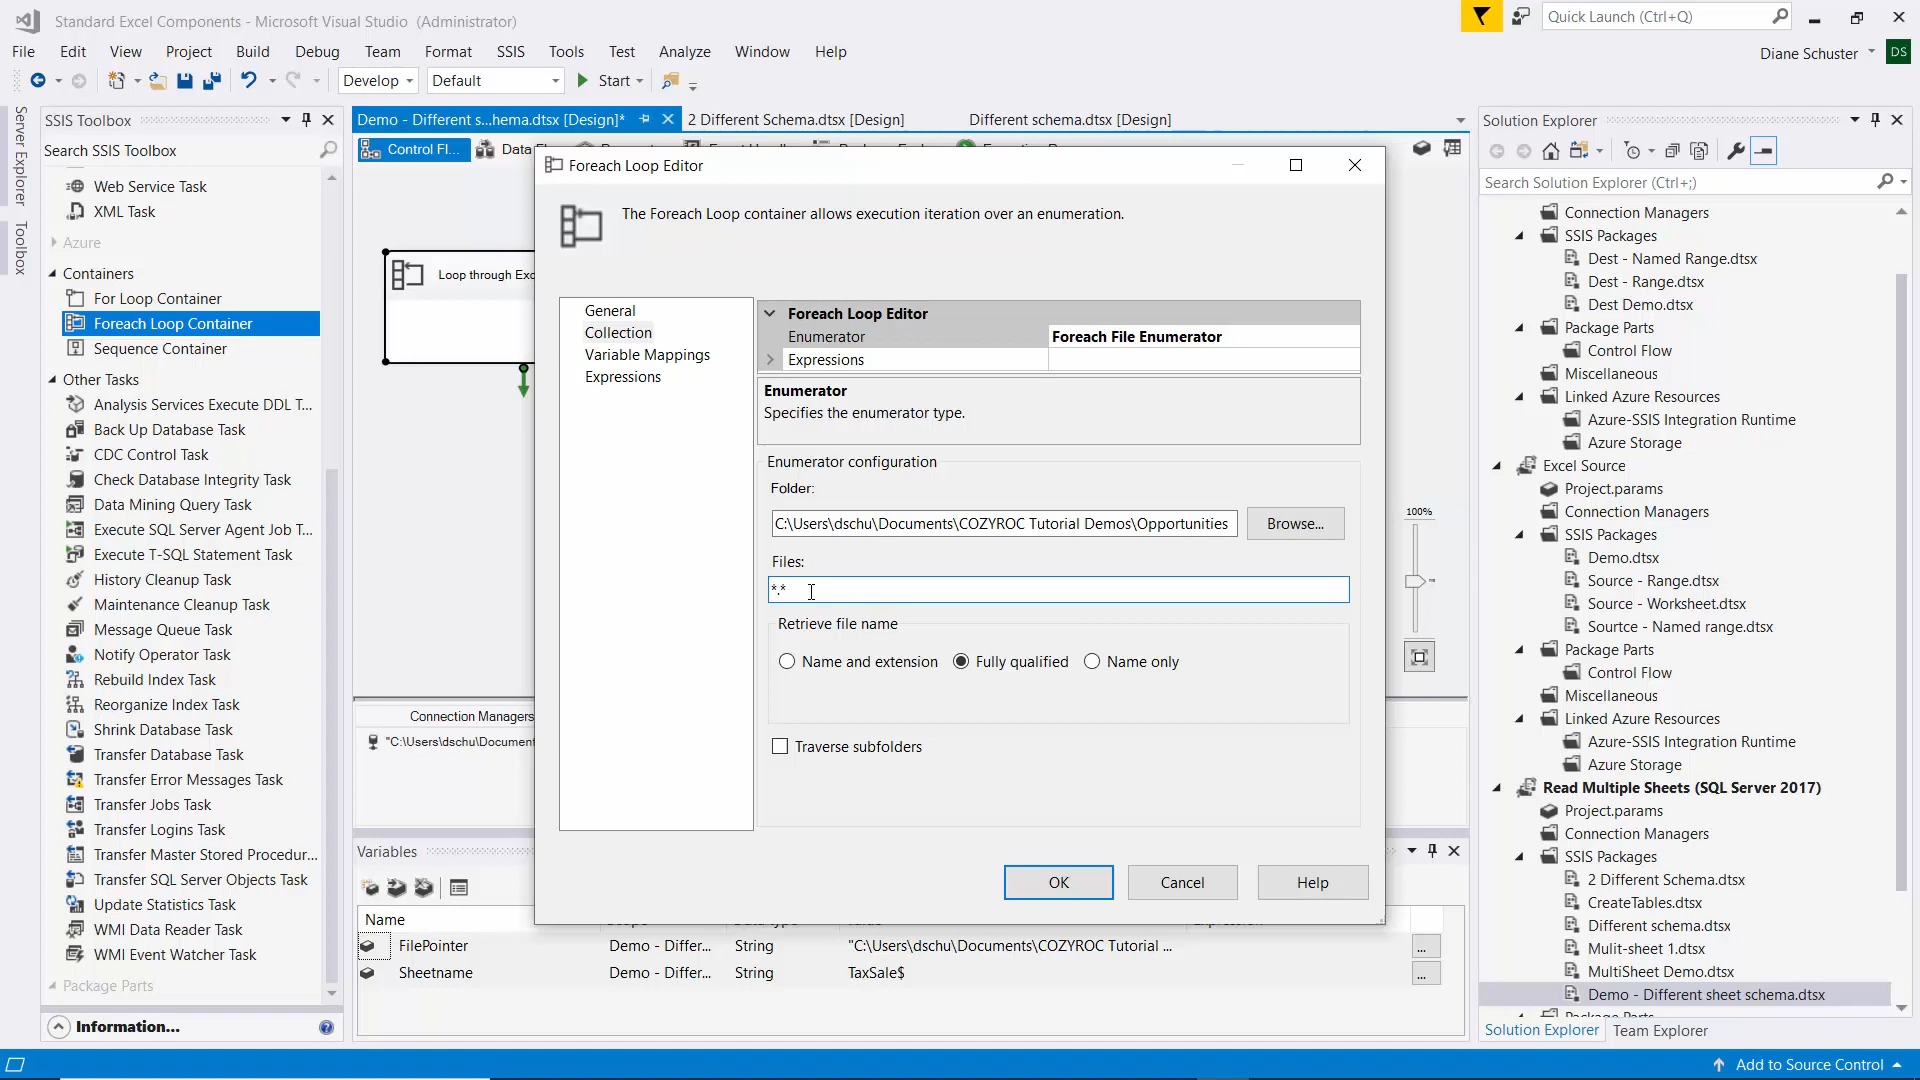 Standard Excel Components - Microsoft Visual Studio (Administrator)
Quick Launch (Ctrl+Q)
File Edit View Project Build Debug Team Format SSIS Tools Test Analyze Window Help
Diane Schuster DS
Develop Default Start
Server Explorer
Toolbox
SSIS Toolbox
Search SSIS Toolbox
Web Service Task
XML Task
Azure
Containers
For Loop Container
Foreach Loop Container
Sequence Container
Other Tasks
Analysis Services Execute DDL T...
Back Up Database Task
CDC Control Task
Check Database Integrity Task
Data Mining Query Task
Execute SQL Server Agent Job T...
Execute T-SQL Statement Task
History Cleanup Task
Maintenance Cleanup Task
Message Queue Task
Notify Operator Task
Rebuild Index Task
Reorganize Index Task
Shrink Database Task
Transfer Database Task
Transfer Error Messages Task
Transfer Jobs Task
Transfer Logins Task
Transfer Master Stored Procedur...
Transfer SQL Server Objects Task
Update Statistics Task
WMI Data Reader Task
WMI Event Watcher Task
Package Parts
Information...
Demo - Different s...hema.dtsx [Design]*
2 Different Schema.dtsx [Design]
Different schema.dtsx [Design]
Control Fl...
Data
Loop through Exc
100%
Connection Managers
"C:\Users\dschu\Document
Foreach Loop Editor
The Foreach Loop container allows execution iteration over an enumeration.
General
Collection
Variable Mappings
Expressions
Foreach Loop Editor
Enumerator Foreach File Enumerator
Expressions
Enumerator
Specifies the enumerator type.
Enumerator configuration
Folder:
C:\Users\dschu\Documents\COZYROC Tutorial Demos\Opportunities
Browse...
Files:
*.*
Retrieve file name
Name and extension Fully qualified Name only
Traverse subfolders
OK Cancel Help
Variables
Name
FilePointer Demo - Differ... String "C:\Users\dschu\Documents\COZYROC Tutorial ... ...
Sheetname Demo - Differ... String TaxSale$ ...
Solution Explorer
Search Solution Explorer (Ctrl+;)
Connection Managers
SSIS Packages
Dest - Named Range.dtsx
Dest - Range.dtsx
Dest Demo.dtsx
Package Parts
Control Flow
Miscellaneous
Linked Azure Resources
Azure-SSIS Integration Runtime
Azure Storage
Excel Source
Project.params
Connection Managers
SSIS Packages
Demo.dtsx
Source - Range.dtsx
Source - Worksheet.dtsx
Sourtce - Named range.dtsx
Package Parts
Control Flow
Miscellaneous
Linked Azure Resources
Azure-SSIS Integration Runtime
Azure Storage
Read Multiple Sheets (SQL Server 2017)
Project.params
Connection Managers
SSIS Packages
2 Different Schema.dtsx
CreateTables.dtsx
Different schema.dtsx
Mulit-sheet 1.dtsx
MultiSheet Demo.dtsx
Demo - Different sheet schema.dtsx
Package Parts
Solution Explorer Team Explorer
Add to Source Control